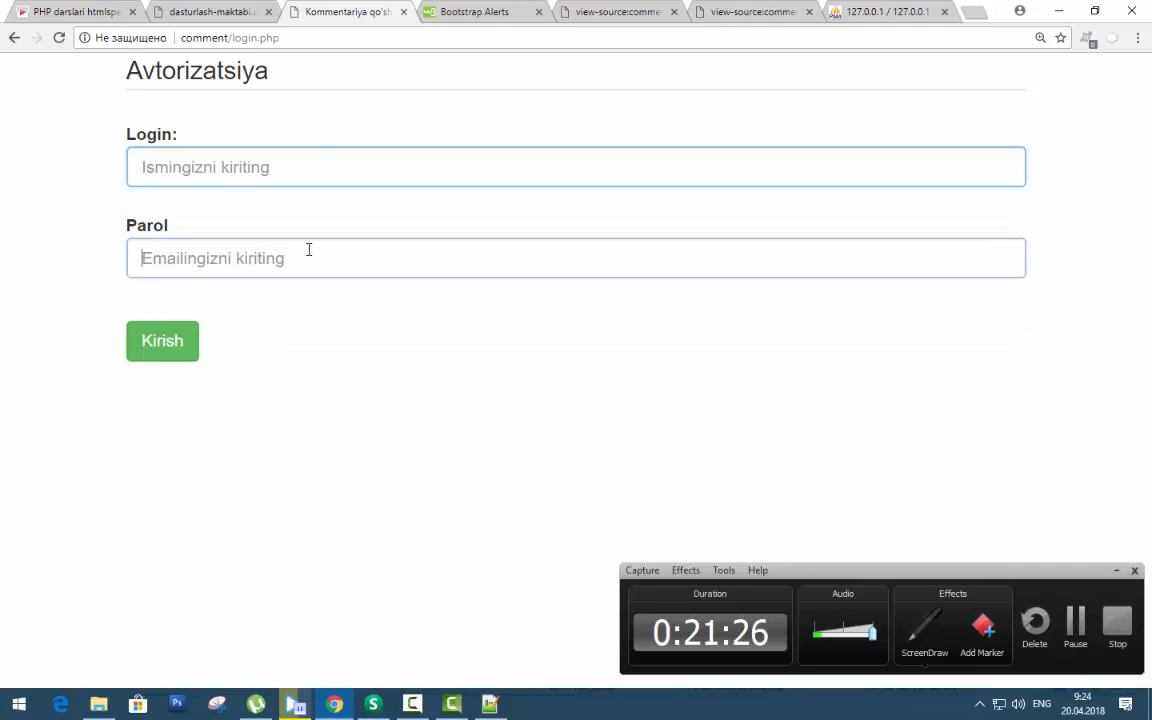 PHP darslari htmlspe
dasturlash-maktabi.u
Kommentariya qo'sh
Bootstrap Alerts
view-source:comme
view-source:comme
127.0.0.1 / 127.0.0.1
Не защищено
comment/login.php
Avtorizatsiya
Login:
Ismingizni kiriting
Parol
Emailingizni kiriting
Kirish
Capture Effects Tools Help
Duration
Audio
Effects
0:21:26
ScreenDraw
Add Marker
Delete
Pause
Stop
ENG
9:24
20.04.2018